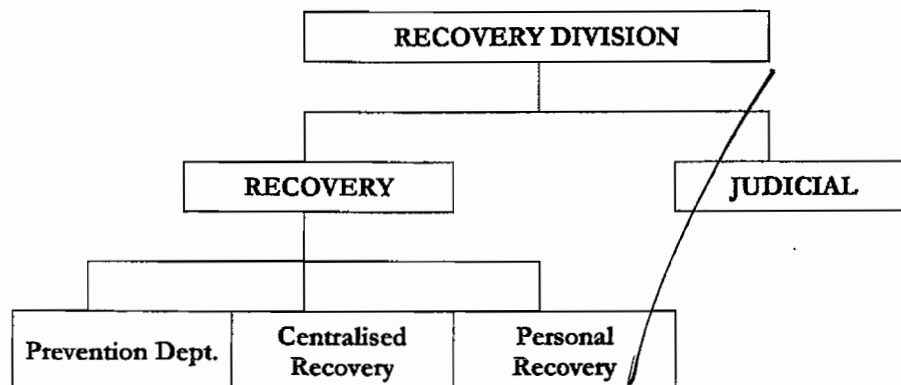 RECOVERY DIVISION
RECOVERY
JUDICIAL
Prevention Dept.
Centralised
Recovery
Personal
Recovery